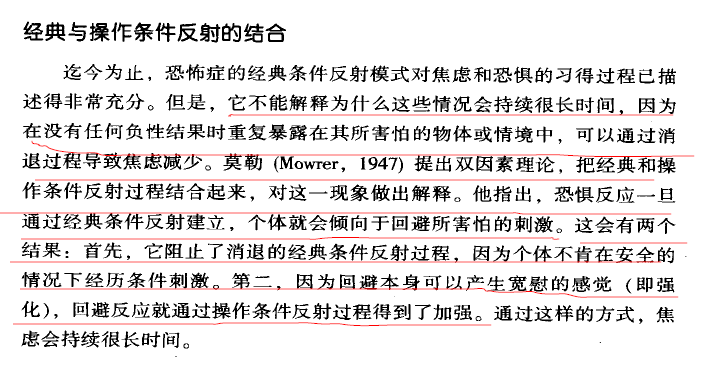 经典与操作条件反射的结合
迄今为止，恐怖症的经典条件反射模式对焦虑和恐惧的习得过程已描
述得非常充分。但是，它不能解释为什么这些情况会持续很长时间，因为
在没有任何负性结果时重复暴露在其所害怕的物体或情境中，可以通过消
退过程导致焦虑减少。莫勒 (Mowrer，1947) 提出双因素理论，把经典和操
作条件反射过程结合起来，对这一现象做出解释。他指出，恐惧反应一旦
通过经典条件反射建立，个体就会倾向于回避所害怕的刺激。这会有两个
结果：首先，它阻止了消退的经典条件反射过程，因为个体不肯在安全的
情况下经历条件刺激。第二，因为回避本身可以产生宽慰的感觉（即强
化），回避反应就通过操作条件反射过程得到了加强。通过这样的方式，焦
虑会持续很长时间。